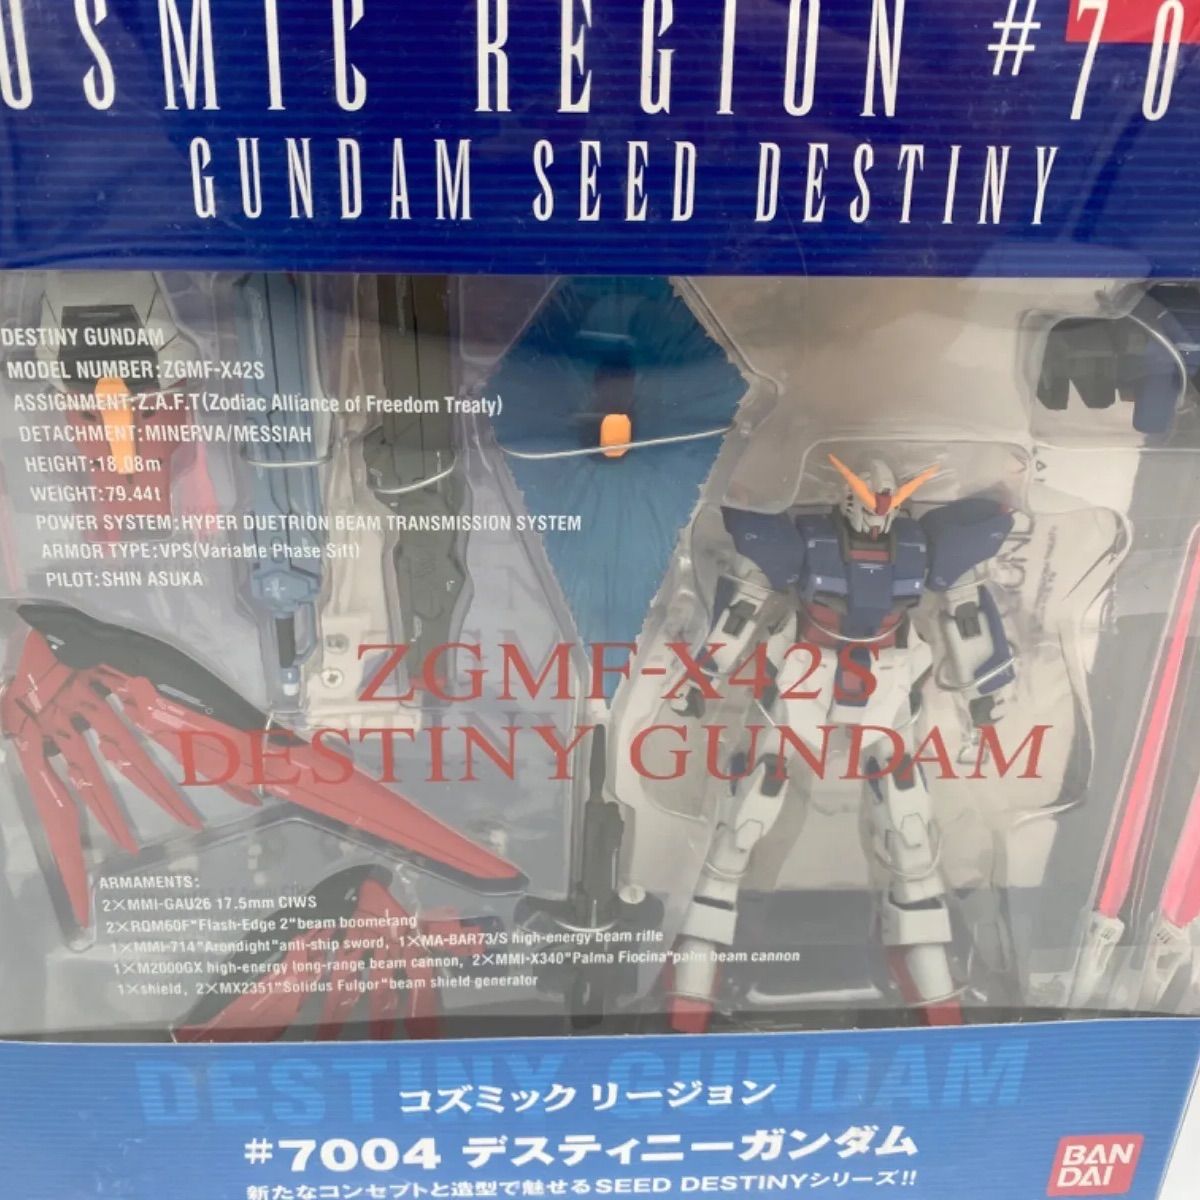 OSMIC REGION #70
GUNDAM SEED DESTINY
DESTINY GUNDAM
MODEL NUMBER:ZGMF-X42S
ASSIGNMENT:Z.A.F.T(Zodiac Alliance of Freedom Treaty)
DETACHMENT:MINERVA/MESSIAH
HEIGHT:18.08m
WEIGHT:79.44t
POWER SYSTEM:HYPER DUETRION BEAM TRANSMISSION SYSTEM
ARMOR TYPE:VPS(Variable Phase Sift)
PILOT:SHIN ASUKA
ZGMF-X42S
DESTINY GUNDAM
ARMAMENTS:
2×MMI-GAU26 17.5mm CIWS
2×RQM60F"Flash-Edge 2"beam boomerang
1×MMI-714"Arondight"anti-ship sword, 1×MA-BAR73/S high-energy beam rifle
1×M2000GX high-energy long-range beam cannon, 2×MMI-X340"Palma Fiocina"palm beam cannon
1×shield, 2×MX2351"Solidus Fulgor"beam shield generator
DESTINY GUNDAM
コズミック リージョン
#7004 デスティニーガンダム
新たなコンセプトと造型で魅せるSEED DESTINYシリーズ!!
BAN
DAI